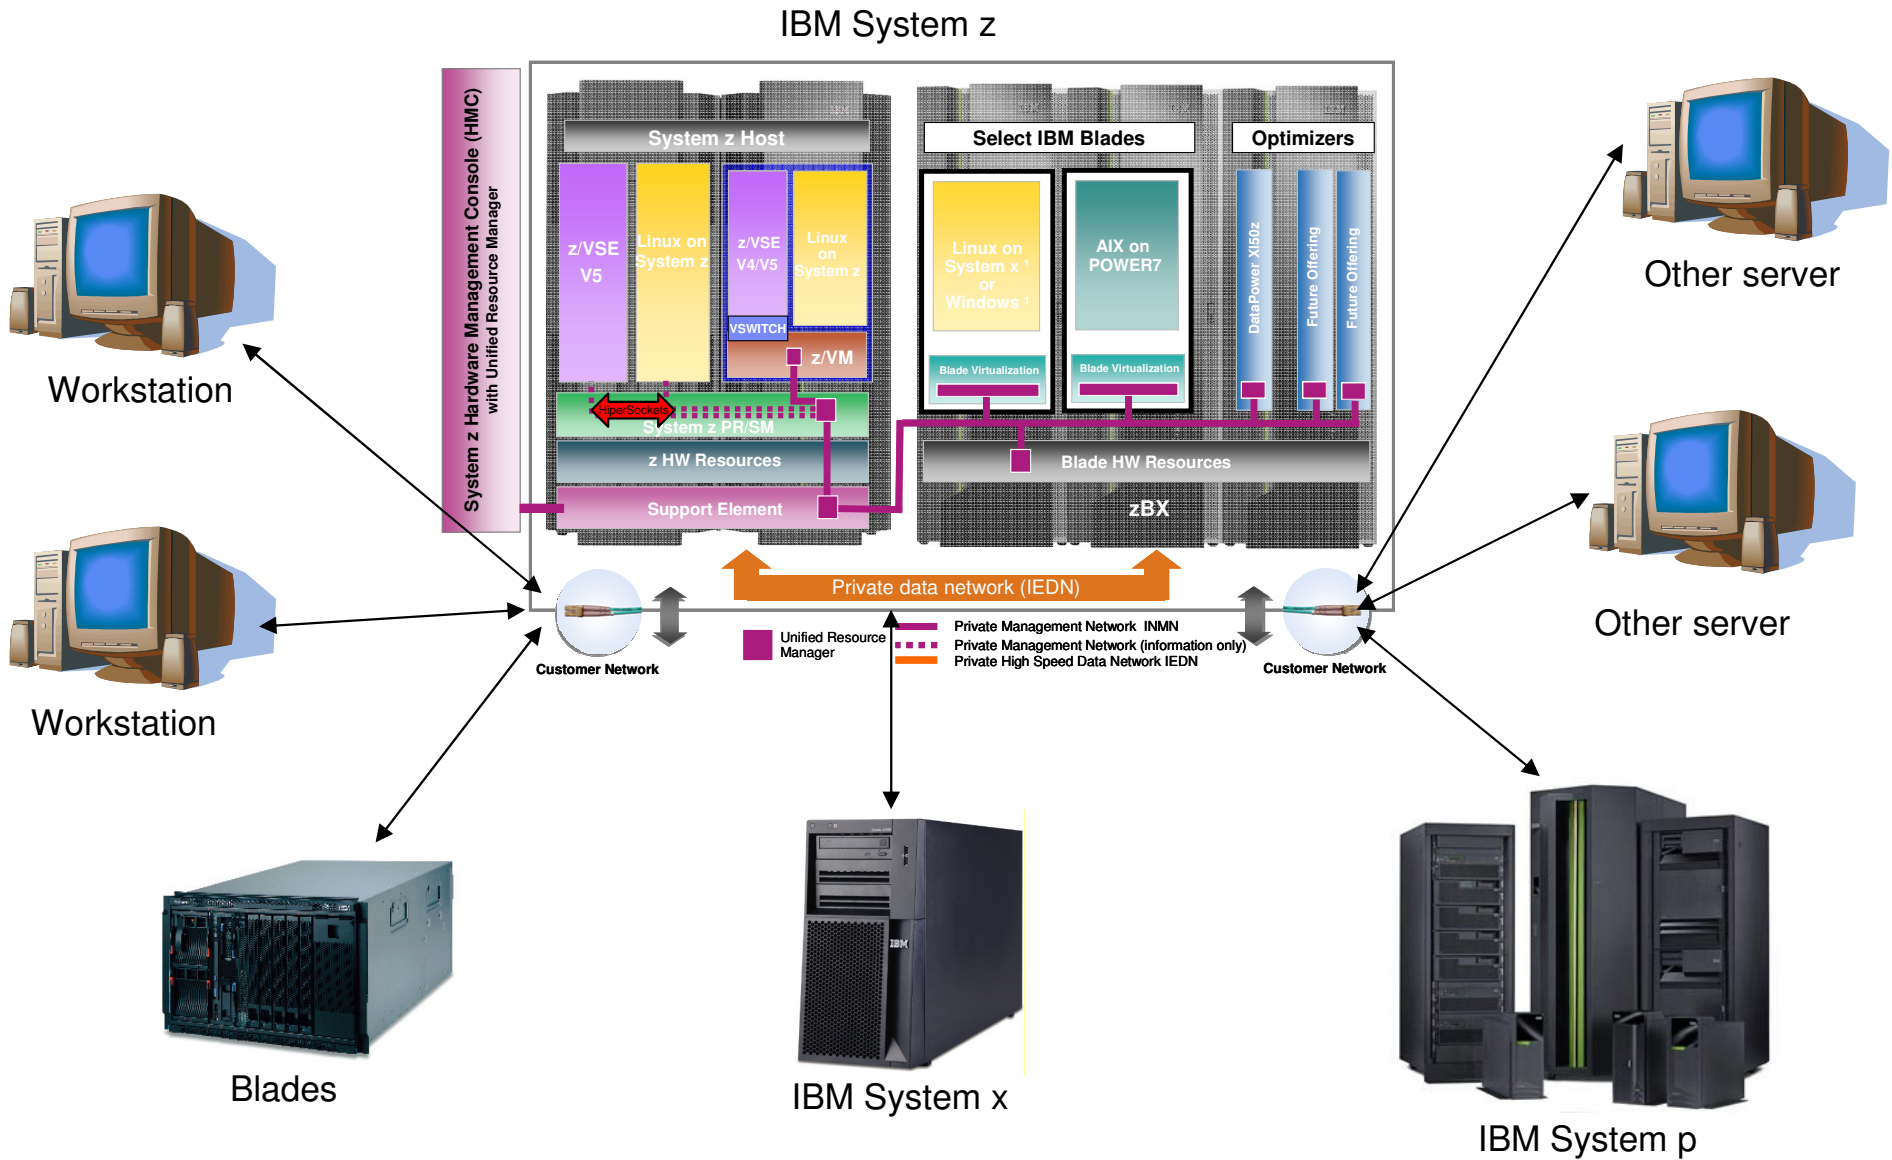 IBM System z
System z Hardware Management Console (HMC)
with Unified Resource Manager
System z Host
Select IBM Blades
Optimizers
z/VSE
V5
Linux on
System z
z/VSE
V4/V5
Linux
on
System z
VSWITCH
z/VM
HiperSockets
System z PR/SM
z HW Resources
Support Element
Linux on
System x ¹
or
Windows ¹
AIX on
POWER7
Blade Virtualization
Blade Virtualization
DataPower XI50z
Future Offering
Future Offering
Blade HW Resources
zBX
Private data network (IEDN)
Customer Network
Customer Network
Unified Resource
Manager
Private Management Network INMN
Private Management Network (information only)
Private High Speed Data Network IEDN
Workstation
Workstation
Other server
Other server
Blades
IBM
IBM System x
IBM System p